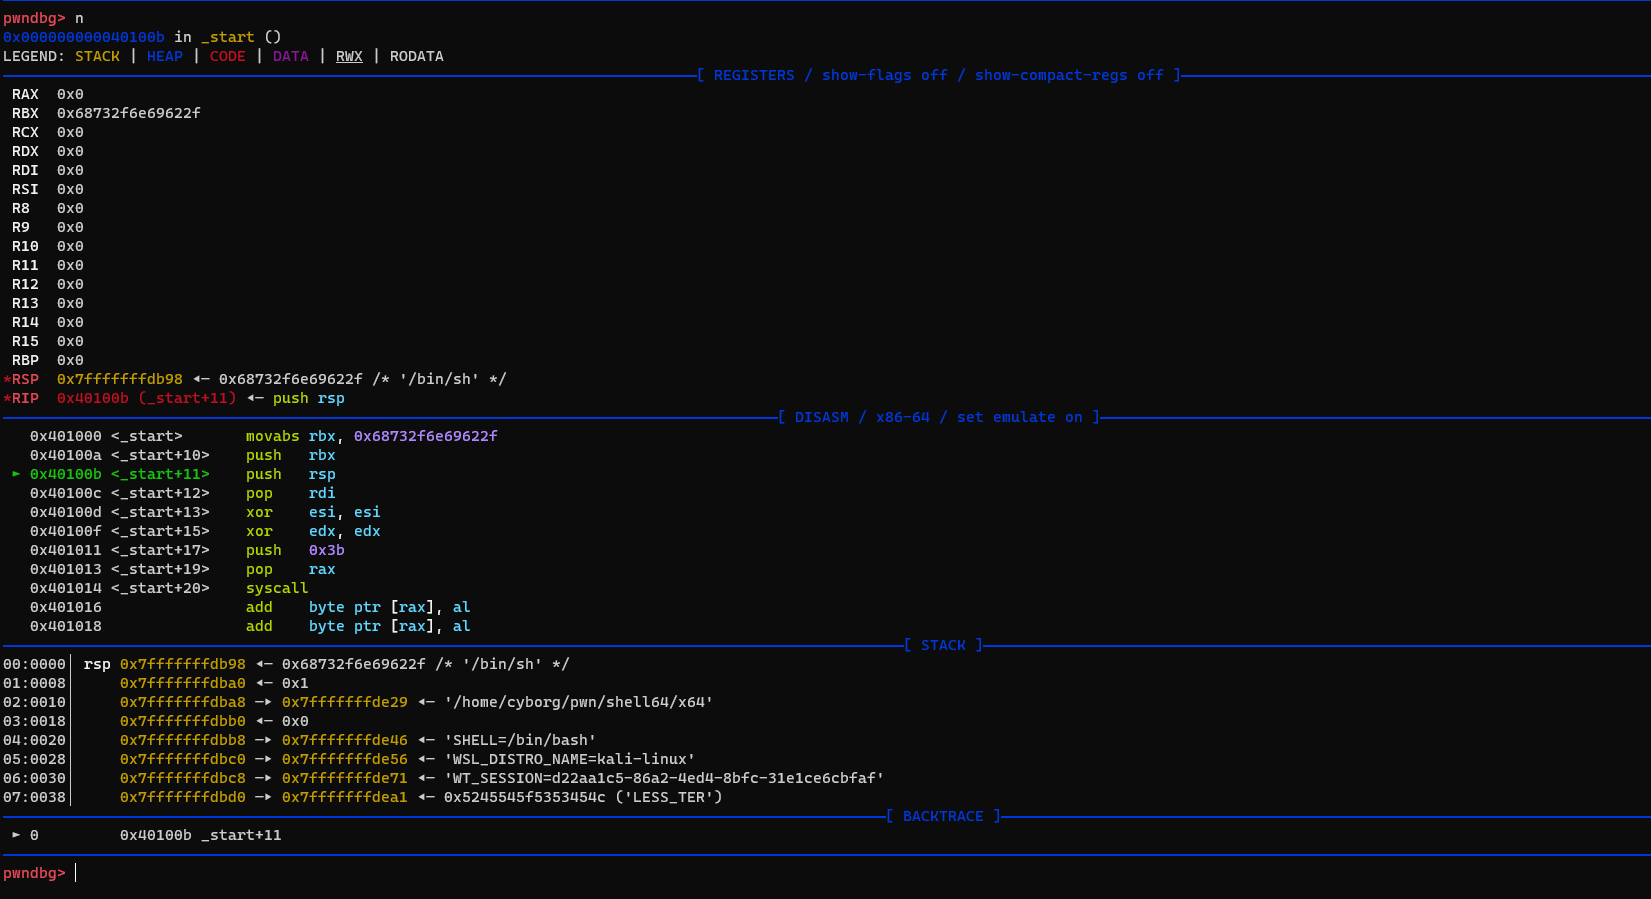 pwndbg> n
0x000000000040100b in _start ()
LEGEND: STACK | HEAP | CODE | DATA | RWX | RODATA
[ REGISTERS / show-flags off / show-compact-regs off ]
RAX  0x0
RBX  0x68732f6e69622f
RCX  0x0
RDX  0x0
RDI  0x0
RSI  0x0
R8   0x0
R9   0x0
R10  0x0
R11  0x0
R12  0x0
R13  0x0
R14  0x0
R15  0x0
RBP  0x0
*RSP  0x7fffffffdb98 ◂— 0x68732f6e69622f /* '/bin/sh' */
*RIP  0x40100b (_start+11) ◂— push rsp
[ DISASM / x86-64 / set emulate on ]
0x401000 <_start>       movabs rbx, 0x68732f6e69622f
0x40100a <_start+10>    push   rbx
► 0x40100b <_start+11>    push   rsp
0x40100c <_start+12>    pop    rdi
0x40100d <_start+13>    xor    esi, esi
0x40100f <_start+15>    xor    edx, edx
0x401011 <_start+17>    push   0x3b
0x401013 <_start+19>    pop    rax
0x401014 <_start+20>    syscall
0x401016                add    byte ptr [rax], al
0x401018                add    byte ptr [rax], al
[ STACK ]
00:0000│ rsp 0x7fffffffdb98 ◂— 0x68732f6e69622f /* '/bin/sh' */
01:0008│     0x7fffffffdba0 ◂— 0x1
02:0010│     0x7fffffffdba8 —▸ 0x7fffffffde29 ◂— '/home/cyborg/pwn/shell64/x64'
03:0018│     0x7fffffffdbb0 ◂— 0x0
04:0020│     0x7fffffffdbb8 —▸ 0x7fffffffde46 ◂— 'SHELL=/bin/bash'
05:0028│     0x7fffffffdbc0 —▸ 0x7fffffffde56 ◂— 'WSL_DISTRO_NAME=kali-linux'
06:0030│     0x7fffffffdbc8 —▸ 0x7fffffffde71 ◂— 'WT_SESSION=d22aa1c5-86a2-4ed4-8bfc-31e1ce6cbfaf'
07:0038│     0x7fffffffdbd0 —▸ 0x7fffffffdea1 ◂— 0x5245545f5353454c ('LESS_TER')
[ BACKTRACE ]
► 0         0x40100b _start+11
pwndbg>